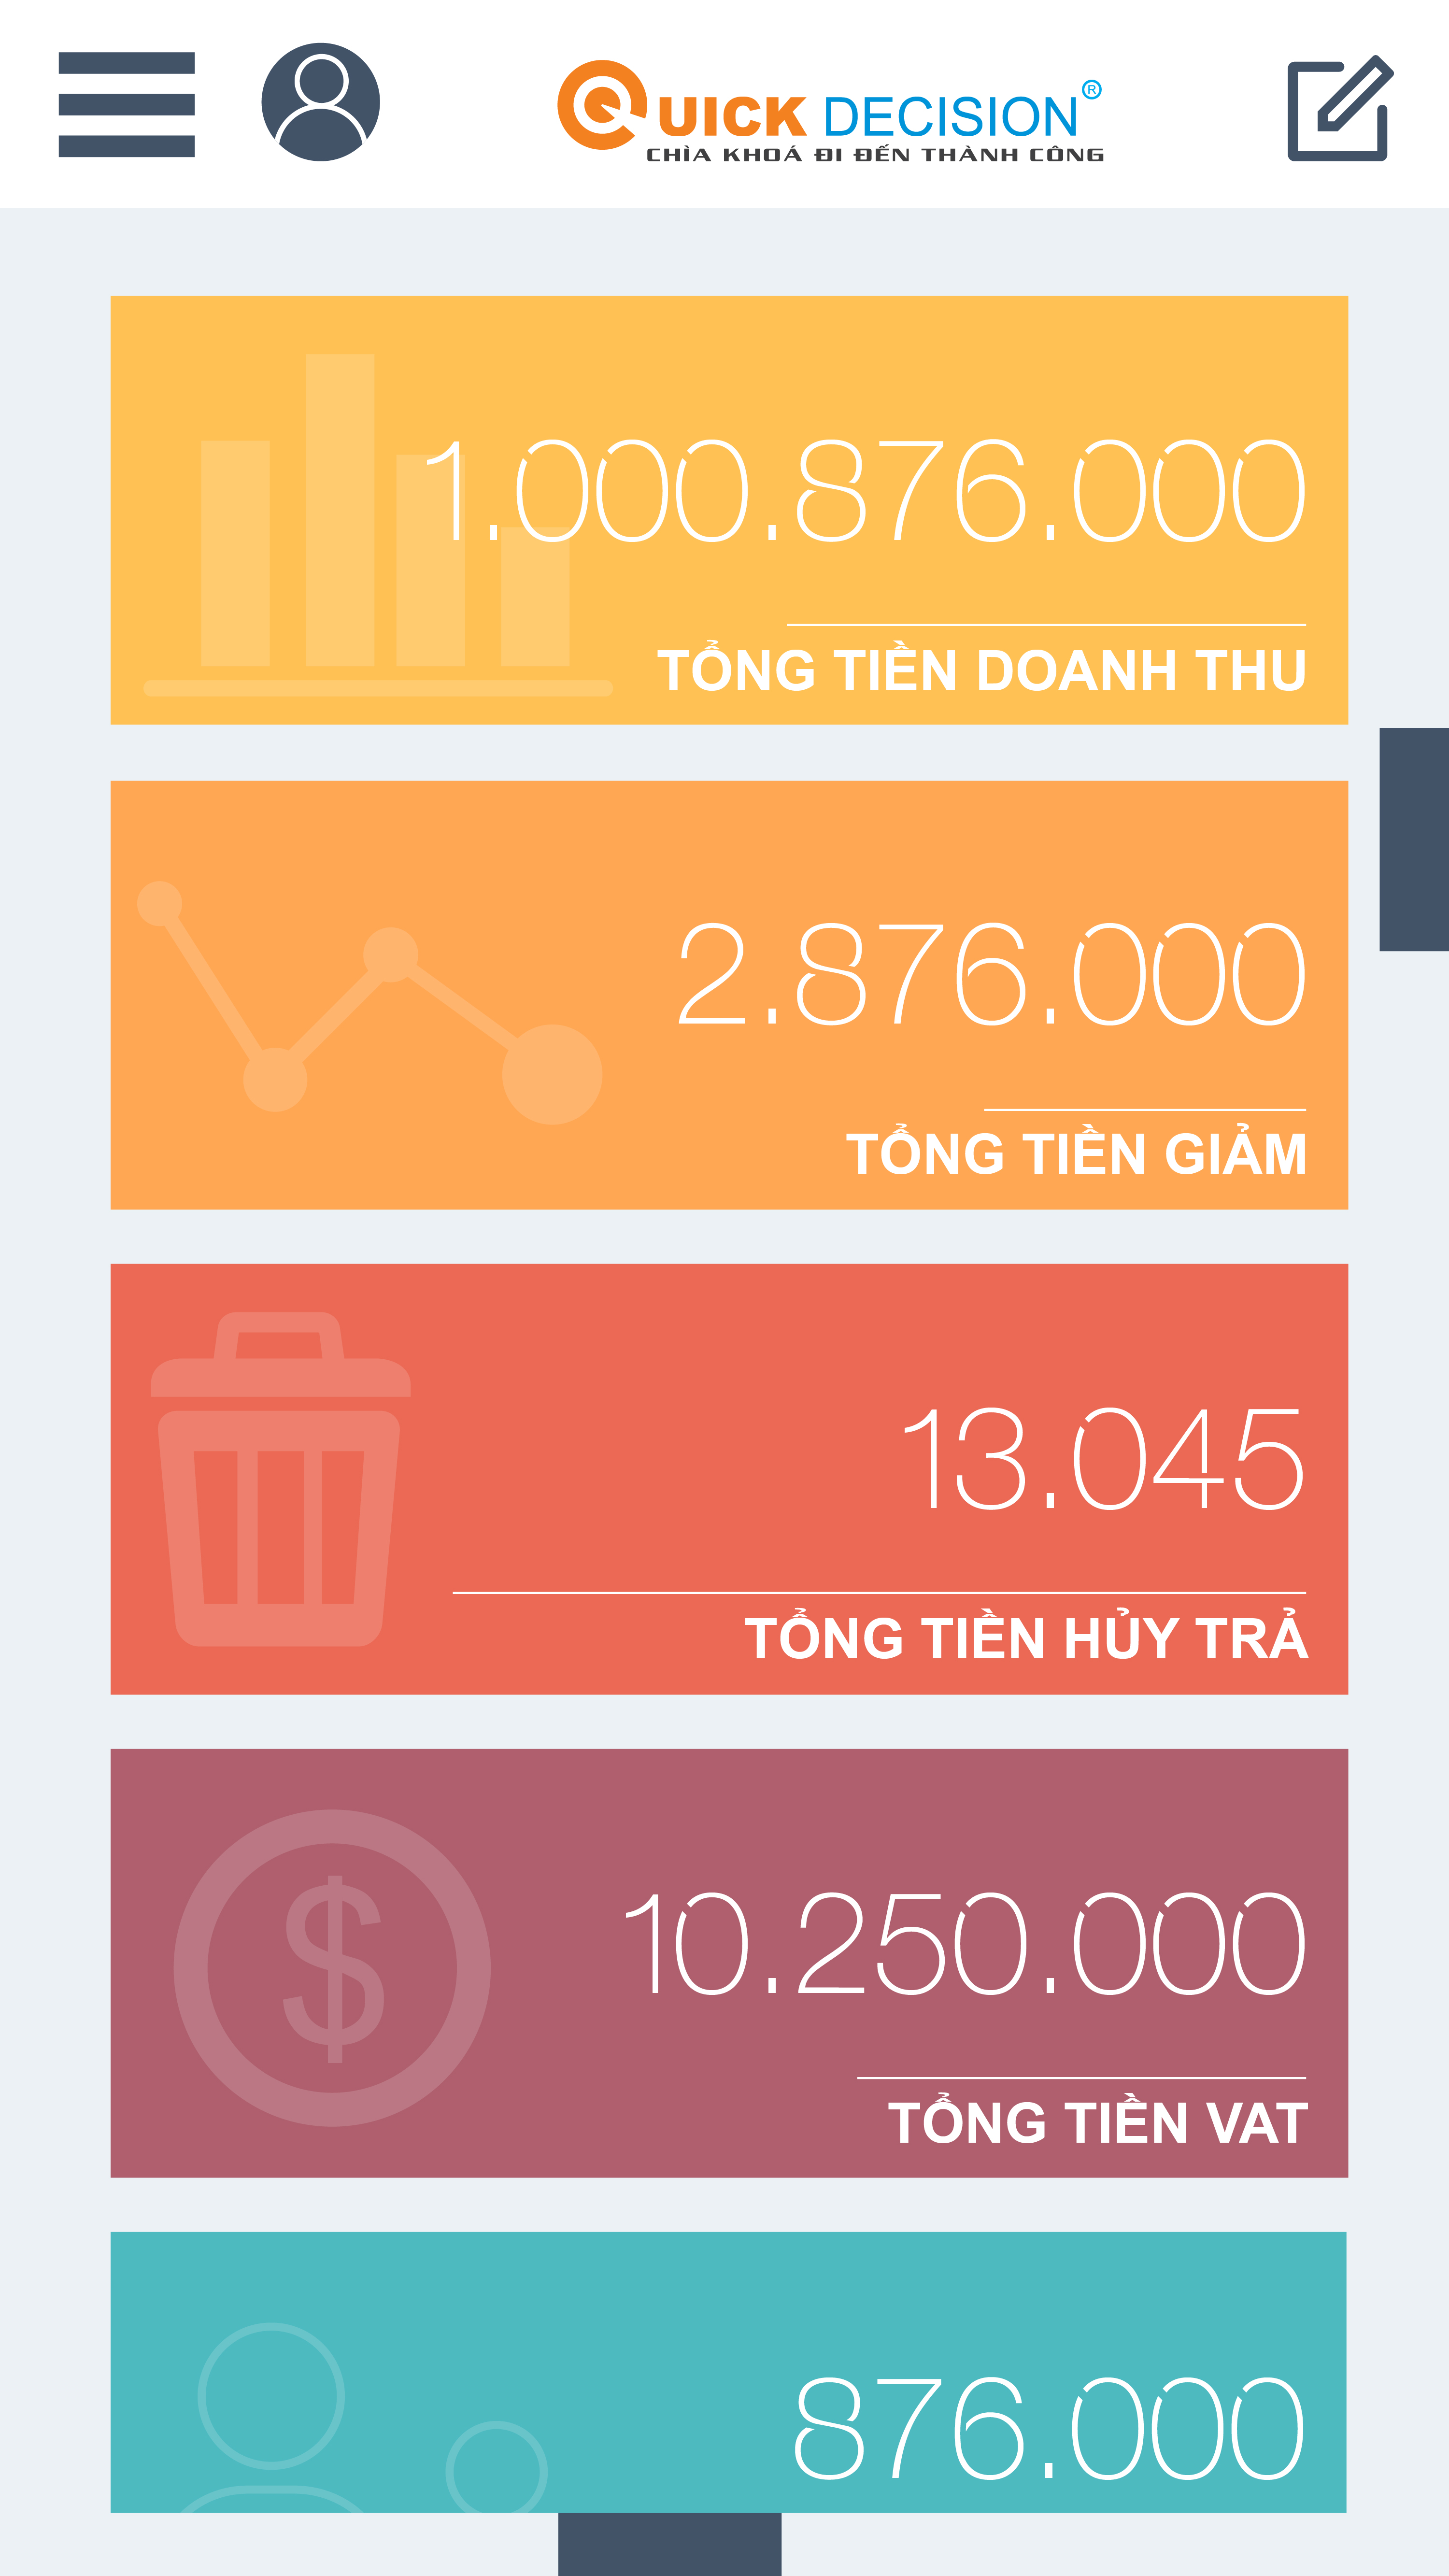 QUICK DECISION®
CHÌA KHOÁ ĐI ĐẾN THÀNH CÔNG
1.000.876.000
TỔNG TIỀN DOANH THU
2.876.000
TỔNG TIỀN GIẢM
13.045
TỔNG TIỀN HỦY TRẢ
$
10.250.000
TỔNG TIỀN VAT
876.000